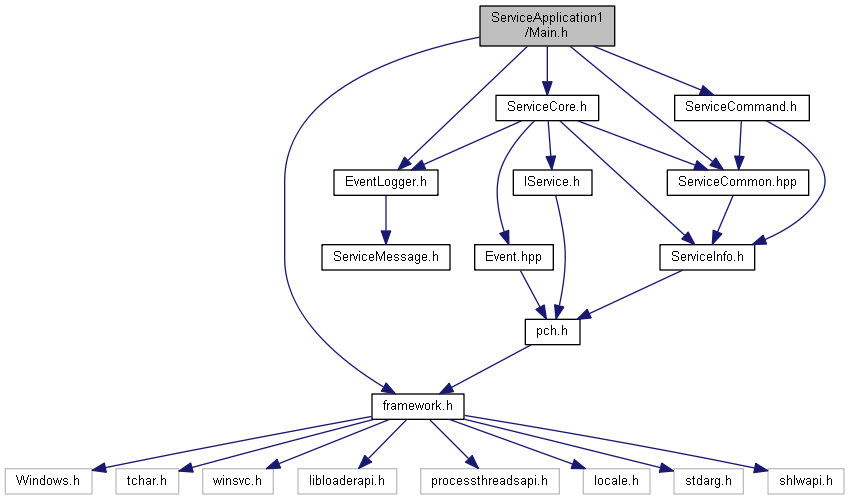 ServiceApplication1
/Main.h
ServiceCore.h
ServiceCommand.h
EventLogger.h
IService.h
ServiceCommon.hpp
ServiceMessage.h
Event.hpp
ServiceInfo.h
pch.h
framework.h
Windows.h
tchar.h
winsvc.h
libloaderapi.h
processthreadsapi.h
locale.h
stdarg.h
shlwapi.h